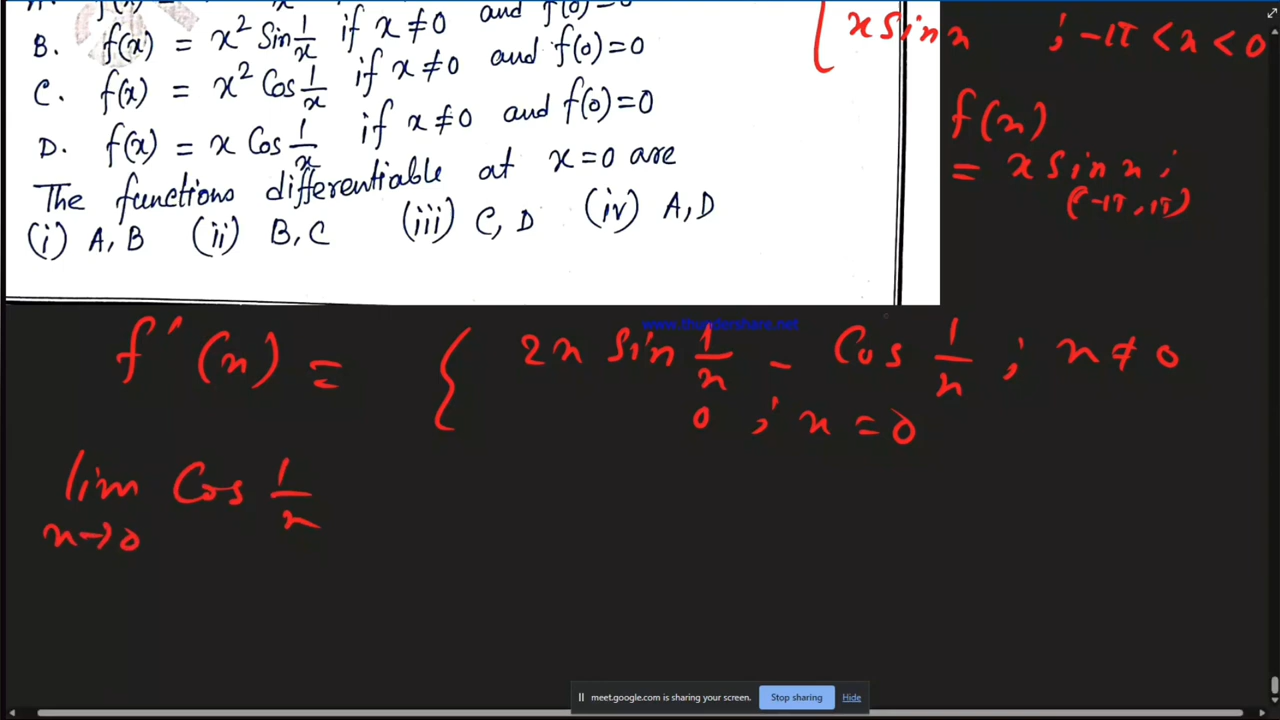 and f(0)=0
B. f(x) = x² Sin 1/x if x ≠ 0 and f(0)=0
C. f(x) = x² Cos 1/x if x ≠ 0 and f(0)=0
D. f(x) = x Cos 1/x if x ≠ 0 and f(0)=0
The functions differentiable at x=0 are
(i) A, B (ii) B, C (iii) C, D (iv) A, D
{ x sin x ; -π < x < 0
f(x)
= x sin x ;
(-π, π)
www.thundershare.net
f'(x) = { 2x sin 1/x - cos 1/x ; x ≠ 0
0 ; x = 0
lim Cos 1/x
x→0
meet.google.com is sharing your screen. Stop sharing Hide